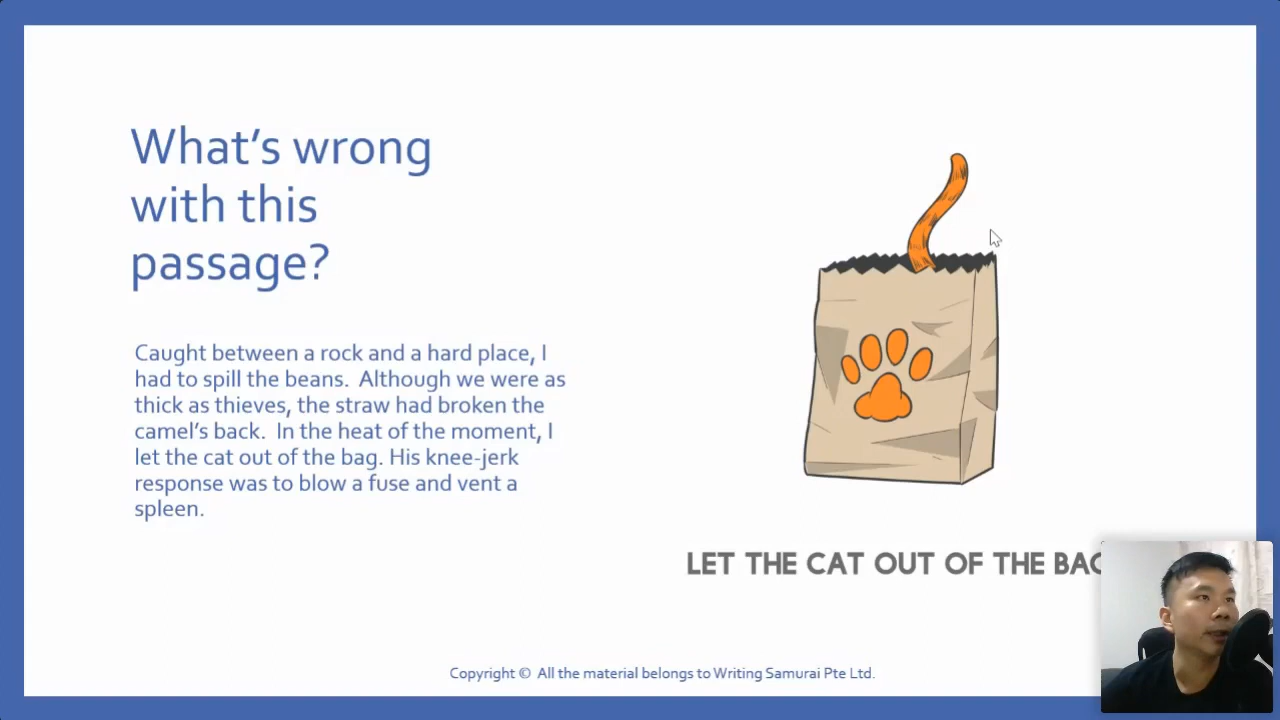 What's wrong
with this
passage?
Caught between a rock and a hard place, I
had to spill the beans.  Although we were as
thick as thieves, the straw had broken the
camel's back.  In the heat of the moment, I
let the cat out of the bag. His knee-jerk
response was to blow a fuse and vent a
spleen.
LET THE CAT OUT OF THE
Copyright ©  All the material belongs to Writing Samurai Pte Ltd.